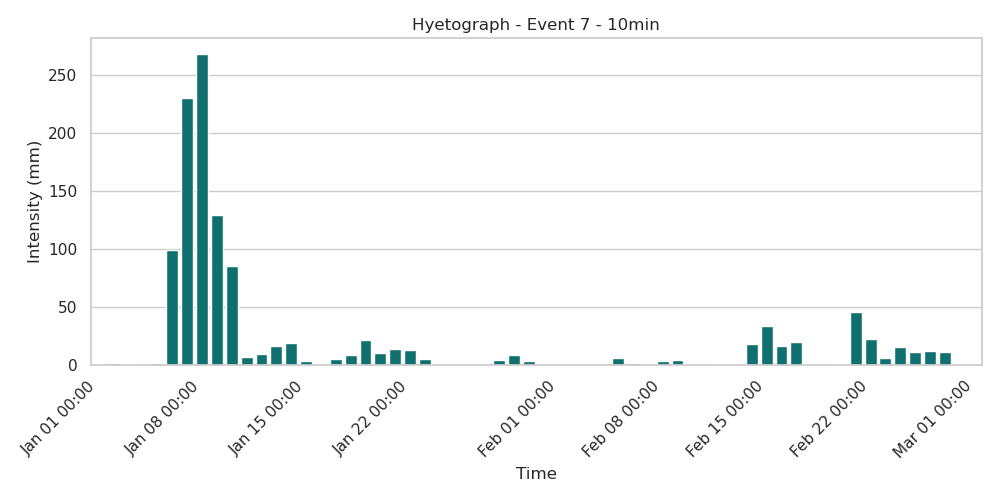 Hyetograph - Event 7 - 10min
Intensity (mm)
250
200
150
100
50
0
Jan 01 00:00
Jan 08 00:00
Jan 15 00:00
Jan 22 00:00
Feb 01 00:00
Feb 08 00:00
Feb 15 00:00
Feb 22 00:00
Mar 01 00:00
Time